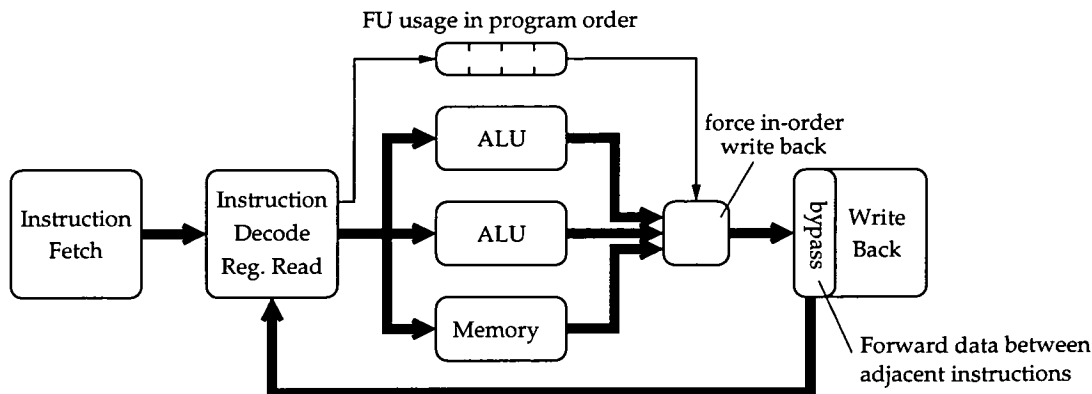 FU usage in program order
ALU
force in-order
write back
Instruction
Fetch
Instruction
Decode
Reg. Read
ALU
bypass
Write
Back
Memory
Forward data between
adjacent instructions